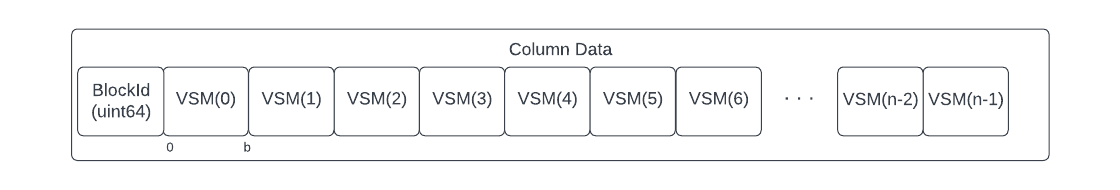 Column Data
BlockId
(uint64)
VSM(0)
VSM(1)
VSM(2)
VSM(3)
VSM(4)
VSM(5)
VSM(6)
. . .
VSM(n-2)
VSM(n-1)
0
b